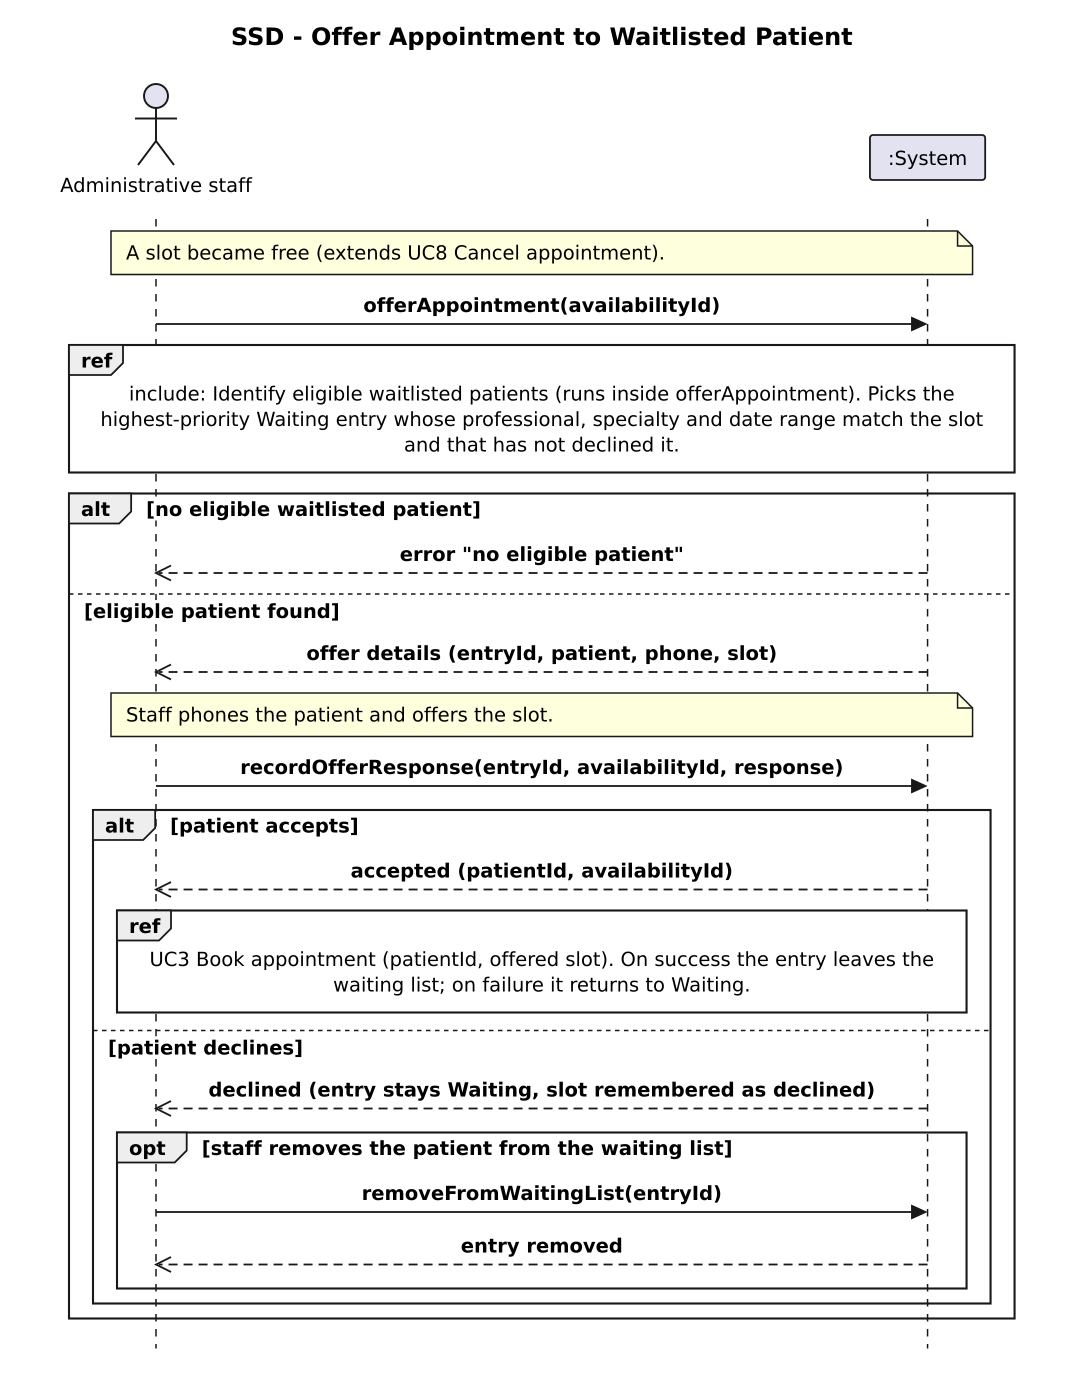 SSD - Offer Appointment to Waitlisted Patient
Administrative staff
:System
A slot became free (extends UC8 Cancel appointment).
offerAppointment(availabilityId)
ref
include: Identify eligible waitlisted patients (runs inside offerAppointment). Picks the
highest-priority Waiting entry whose professional, specialty and date range match the slot
and that has not declined it.
alt [no eligible waitlisted patient]
error "no eligible patient"
[eligible patient found]
offer details (entryId, patient, phone, slot)
Staff phones the patient and offers the slot.
recordOfferResponse(entryId, availabilityId, response)
alt [patient accepts]
accepted (patientId, availabilityId)
ref
UC3 Book appointment (patientId, offered slot). On success the entry leaves the
waiting list; on failure it returns to Waiting.
[patient declines]
declined (entry stays Waiting, slot remembered as declined)
opt [staff removes the patient from the waiting list]
removeFromWaitingList(entryId)
entry removed